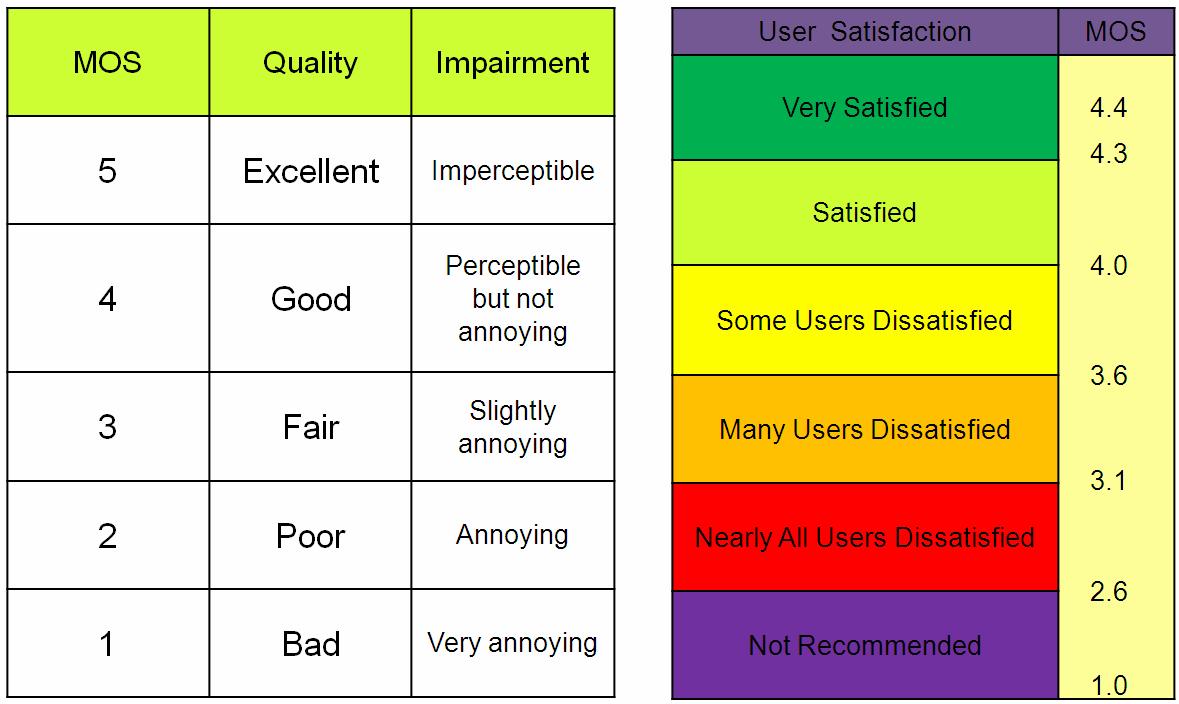 MOS Quality Impairment
5 Excellent Imperceptible
4 Good Perceptible
but not
annoying
3 Fair Slightly
annoying
2 Poor Annoying
1 Bad Very annoying
User Satisfaction MOS
Very Satisfied 4.4
4.3
Satisfied
4.0
Some Users Dissatisfied
3.6
Many Users Dissatisfied
3.1
Nearly All Users Dissatisfied
2.6
Not Recommended
1.0